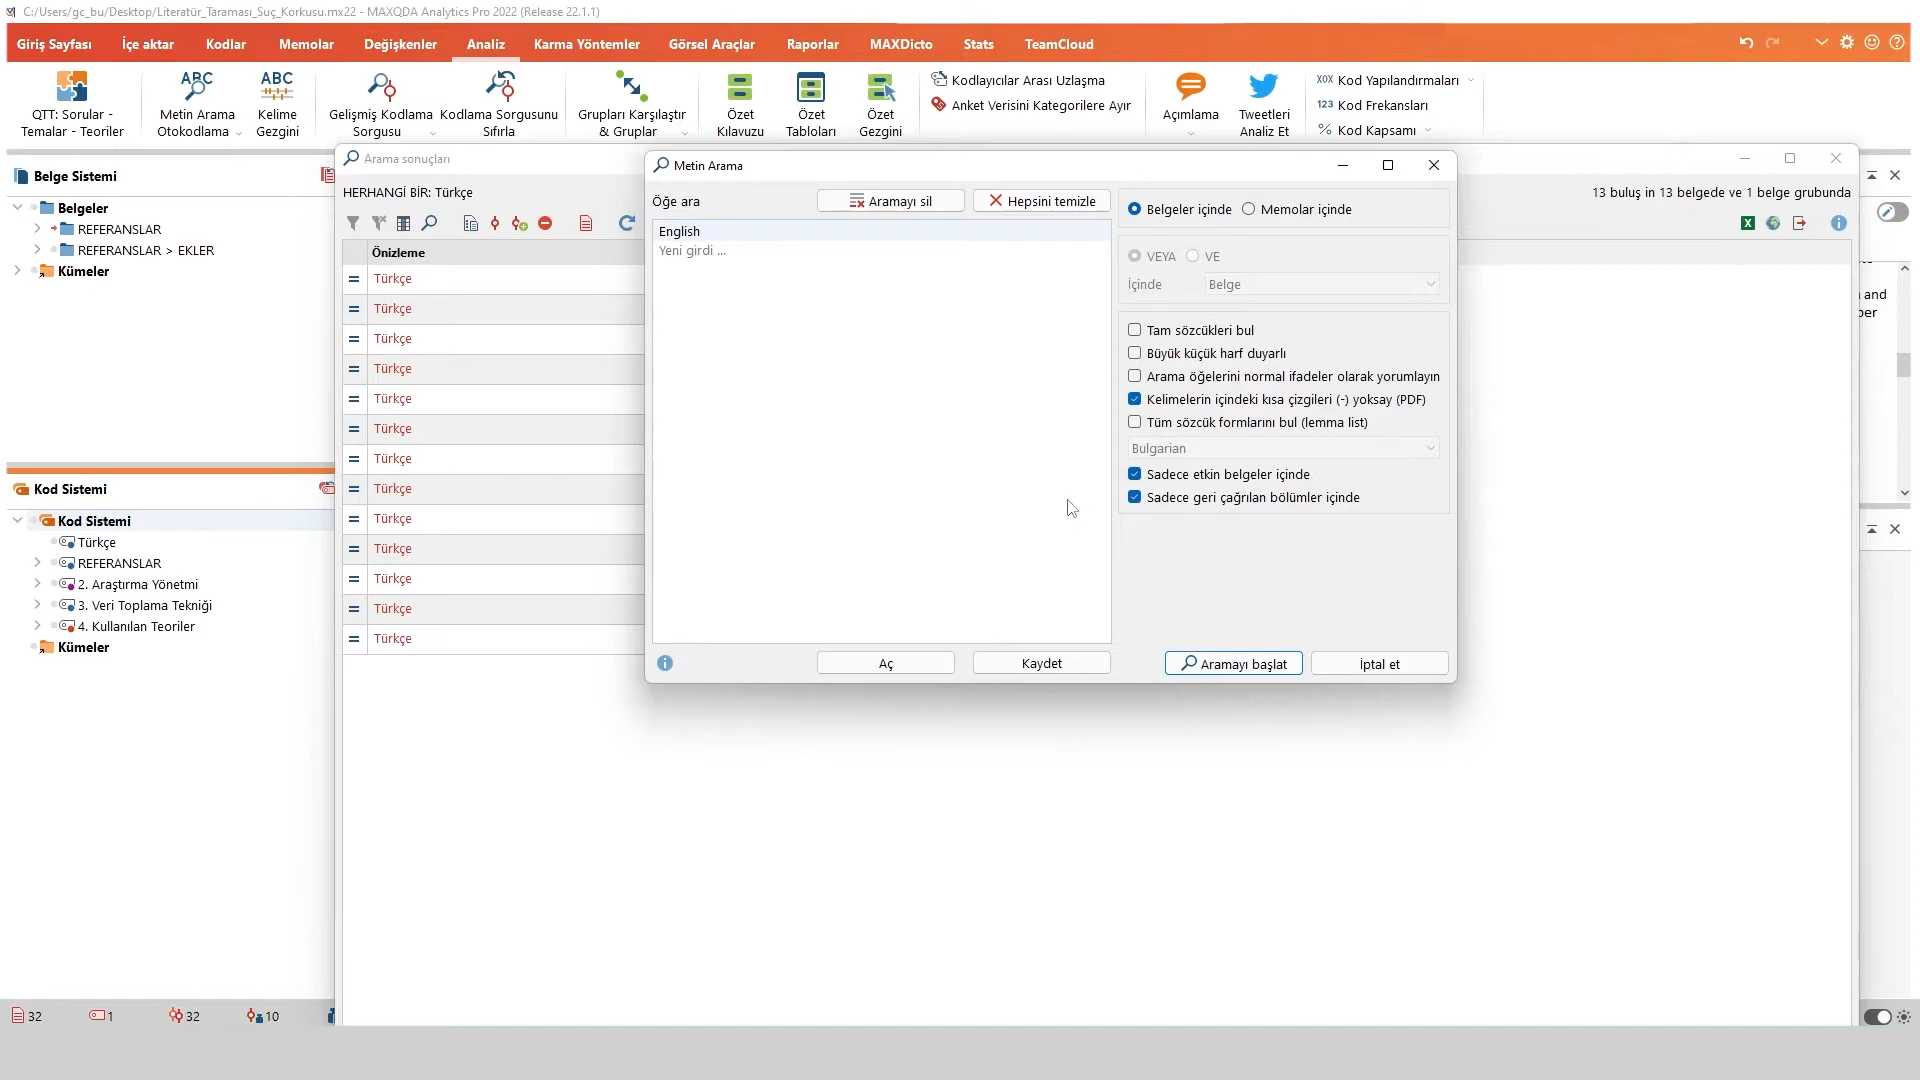 C:/Users/gc_bu/Desktop/Literatür_Taraması_Suç_Korkusu.mx22 - MAXQDA Analytics Pro 2022 (Release 22.1.1)
Giriş Sayfası İçe aktar Kodlar Memolar Değişkenler Analiz Karma Yöntemler Görsel Araçlar Raporlar MAXDicto Stats TeamCloud
QTT: Sorular - Temalar - Teoriler
ABC Metin Arama Otokodlama
ABC Kelime Gezgini
Gelişmiş Kodlama Sorgusu
Kodlama Sorgusunu Sıfırla
Grupları Karşılaştır & Gruplar
Özet Kılavuzu
Özet Tabloları
Özet Gezgini
Kodlayıcılar Arası Uzlaşma
Anket Verisini Kategorilere Ayır
Açımlama
Tweetleri Analiz Et
X0X Kod Yapılandırmaları
123 Kod Frekansları
% Kod Kapsamı
Belge Sistemi
Belgeler
REFERANSLAR
REFERANSLAR > EKLER
Kümeler
Kod Sistemi
Kod Sistemi
Türkçe
REFERANSLAR
2. Araştırma Yönetmi
3. Veri Toplama Tekniği
4. Kullanılan Teoriler
Kümeler
32 1 32 10
Arama sonuçları
HERHANGİ BİR: Türkçe
13 buluş in 13 belgede ve 1 belge grubunda
Önizleme
Türkçe
Türkçe
Türkçe
Türkçe
Türkçe
Türkçe
Türkçe
Türkçe
Türkçe
Türkçe
Türkçe
Türkçe
Türkçe
Metin Arama
Öğe ara
Aramayı sil
Hepsini temizle
English
Yeni girdi ...
Aç
Kaydet
Belgeler içinde Memolar içinde
VEYA VE
İçinde Belge
Tam sözcükleri bul
Büyük küçük harf duyarlı
Arama öğelerini normal ifadeler olarak yorumlayın
Kelimelerin içindeki kısa çizgileri (-) yoksay (PDF)
Tüm sözcük formlarını bul (lemma list)
Bulgarian
Sadece etkin belgeler içinde
Sadece geri çağrılan bölümler içinde
Aramayı başlat
İptal et
and